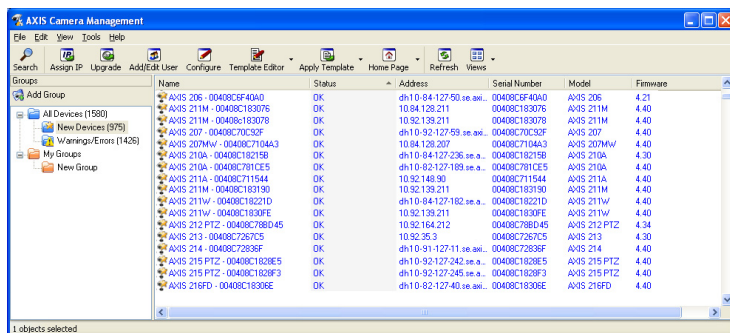 AXIS Camera Management
File Edit View Tools Help
Search Assign IP Upgrade Add/Edit User Configure Template Editor Apply Template Home Page Refresh Views
Groups
Add Group
All Devices (1580)
New Devices (975)
Warnings/Errors (1426)
My Groups
New Group
Name Status Address Serial Number Model Firmware
AXIS 206 - 00408C6F40A0 OK dh10-84-127-50.se.axi... 00408C6F40A0 AXIS 206 4.21
AXIS 211M - 00408C183076 OK 10.84.128.211 00408C183076 AXIS 211M 4.40
AXIS 211M - 00408c183078 OK 10.92.139.211 00408C183078 AXIS 211M 4.40
AXIS 207 - 00408C70C92F OK dh10-92-127-59.se.axi... 00408C70C92F AXIS 207 4.40
AXIS 207MW - 00408C7104A3 OK 10.84.128.207 00408C7104A3 AXIS 207MW 4.40
AXIS 210A - 00408C18215B OK dh10-84-127-236.se.a... 00408C18215B AXIS 210A 4.30
AXIS 210A - 00408C781CE5 OK dh10-82-127-189.se.a... 00408C781CE5 AXIS 210A 4.40
AXIS 211A - 00408C711544 OK 10.92.148.90 00408C711544 AXIS 211A 4.40
AXIS 211M - 00408C183190 OK 10.92.139.211 00408C183190 AXIS 211M 4.40
AXIS 211W - 00408C18221D OK dh10-84-127-182.se.a... 00408C18221D AXIS 211W 4.40
AXIS 211W - 00408C1830FE OK 10.92.139.211 00408C1830FE AXIS 211W 4.40
AXIS 212 PTZ - 00408C78BD45 OK 10.92.164.212 00408C78BD45 AXIS 212 PTZ 4.34
AXIS 213 - 00408C7267C5 OK 10.92.35.3 00408C7267C5 AXIS 213 4.30
AXIS 214 - 00408C72836F OK dh10-91-127-11.se.axi... 00408C72836F AXIS 214 4.40
AXIS 215 PTZ - 00408C1828E5 OK dh10-92-127-242.se.a... 00408C1828E5 AXIS 215 PTZ 4.40
AXIS 215 PTZ - 00408C1828F3 OK dh10-92-127-245.se.a... 00408C1828F3 AXIS 215 PTZ 4.40
AXIS 216FD - 00408C18306E OK dh10-82-127-40.se.axi... 00408C18306E AXIS 216FD 4.40
1 objects selected